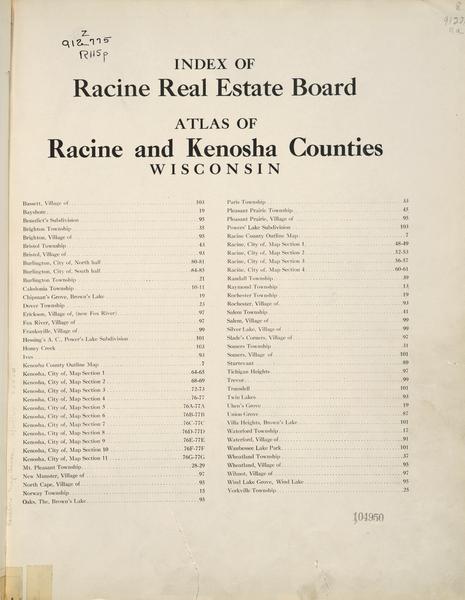 Z
912.775
R115p
INDEX OF
Racine Real Estate Board
ATLAS OF
Racine and Kenosha Counties
WISCONSIN
Bassett, Village of 103
Bayshore 19
Benedict's Subdivision 95
Brighton Township 35
Brighton, Village of 95
Bristol Township 43
Bristol, Village of 93
Burlington, City of, North half 80-81
Burlington, City of, South half 84-85
Burlington Township 21
Caledonia Township 10-11
Chipman's Grove, Brown's Lake 19
Dover Township 23
Erickson, Village of, (now Fox River) 97
Fox River, Village of 97
Franksville, Village of 99
Hessing's A. C., Power's Lake Subdivision 101
Honey Creek 103
Ives 93
Kenosha County Outline Map 7
Kenosha, City of, Map Section 1 64-65
Kenosha, City of, Map Section 2 68-69
Kenosha, City of, Map Section 3 72-73
Kenosha, City of, Map Section 4 76-77
Kenosha, City of, Map Section 5 76A-77A
Kenosha, City of, Map Section 6 76B-77B
Kenosha, City of, Map Section 7 76C-77C
Kenosha, City of, Map Section 8 76D-77D
Kenosha, City of, Map Section 9 76E-77E
Kenosha, City of, Map Section 10 76F-77F
Kenosha, City of, Map Section 11 76G-77G
Mt. Pleasant Township 28-29
New Munster, Village of 97
North Cape, Village of 95
Norway Township 15
Oaks, The, Brown's Lake 95
Paris Township 33
Pleasant Prairie Township 45
Pleasant Prairie, Village of 95
Powers' Lake Subdivision 103
Racine County Outline Map 7
Racine, City of, Map Section 1 48-49
Racine, City of, Map Section 2 52-53
Racine, City of, Map Section 3 56-57
Racine, City of, Map Section 4 60-61
Randall Township 39
Raymond Township 13
Rochester Township 19
Rochester, Village of 93
Salem Township 41
Salem, Village of 99
Silver Lake, Village of 99
Slade's Corners, Village of 97
Somers Township 31
Somers, Village of 101
Sturtevant 89
Tichigan Heights 97
Trevor 99
Truesdell 101
Twin Lakes 93
Uhen's Grove 19
Union Grove 87
Villa Heights, Brown's Lake 101
Waterford Township 17
Waterford, Village of 91
Waubessee Lake Park 101
Wheatland Township 37
Wheatland, Village of 95
Wilmot, Village of 97
Wind Lake Grove, Wind Lake 95
Yorkville Township 25
104950